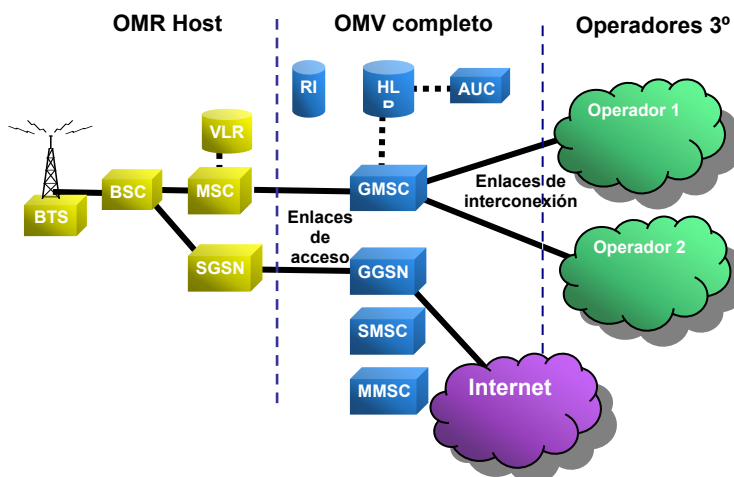 OMR Host
OMV completo
Operadores 3º
RI
HL
R
AUC
Operador 1
VLR
BTS
BSC
MSC
GMSC
Enlaces de
interconexión
Enlaces
de
acceso
Operador 2
SGSN
GGSN
SMSC
MMSC
Internet